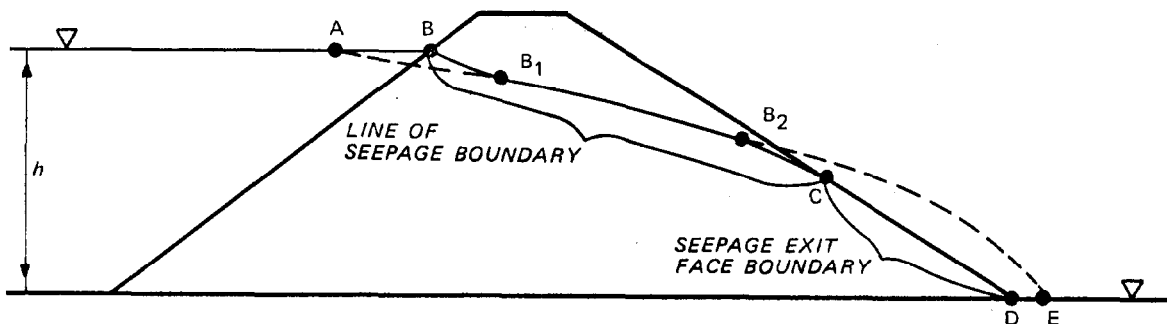 A
B
B1
B2
LINE OF
SEEPAGE BOUNDARY
h
C
SEEPAGE EXIT
FACE BOUNDARY
D
E